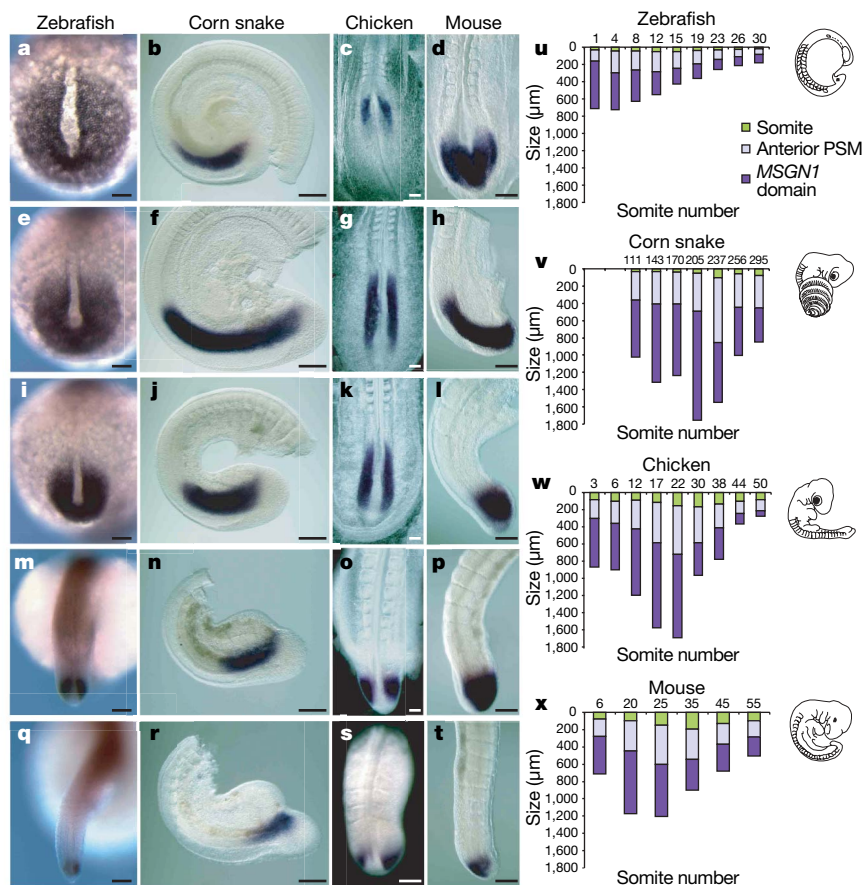 Zebrafish Corn snake Chicken Mouse
a b c d
e f g h
i j k l
m n o p
q r s t
u Zebrafish
1 4 8 12 15 19 23 26 30
0
200
400
600
800
1,000
1,200
1,400
1,600
1,800
Size (µm)
Somite
Anterior PSM
MSGN1
domain
Somite number
v Corn snake
111 143 170 205 237 256 295
0
200
400
600
800
1,000
1,200
1,400
1,600
1,800
Size (µm)
Somite number
w Chicken
3 6 12 17 22 30 38 44 50
0
200
400
600
800
1,000
1,200
1,400
1,600
1,800
Size (µm)
Somite number
x Mouse
6 20 25 35 45 55
0
200
400
600
800
1,000
1,200
1,400
1,600
1,800
Size (µm)
Somite number